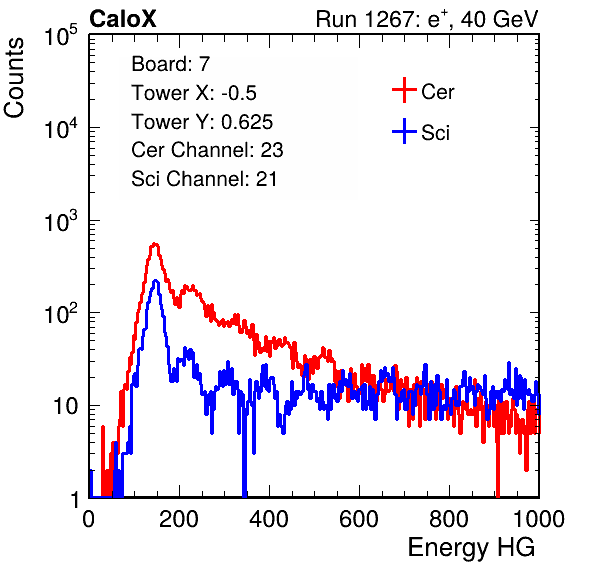 CaloX Run 1267: e+, 40 GeV
Counts
Board: 7
Tower X: -0.5
Tower Y: 0.625
Cer Channel: 23
Sci Channel: 21
Cer
Sci
10^5
10^4
10^3
10^2
10
1
0 200 400 600 800 1000
Energy HG